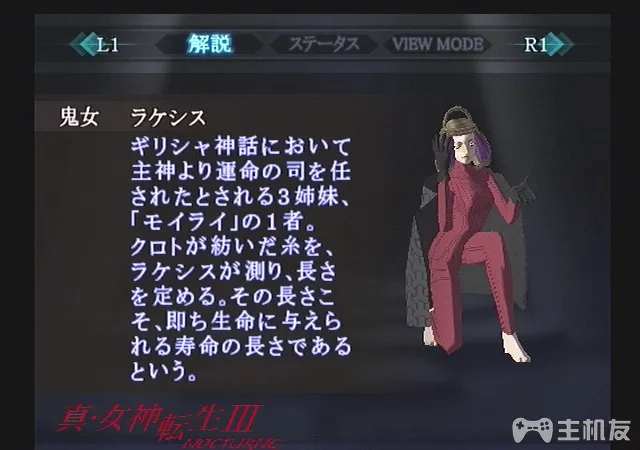 L1 解説 ステータス VIEW MODE R1
鬼女 ラケシス
ギリシャ神話において
主神より運命の司を任
されたとされる3姉妹、
「モイライ」の1者。
クロトが紡いだ糸を、
ラケシスが測り、長さ
を定める。その長さこ
そ、即ち生命に与えら
れる寿命の長さである
という。
真・女神転生III
NOCTURNE
主机友